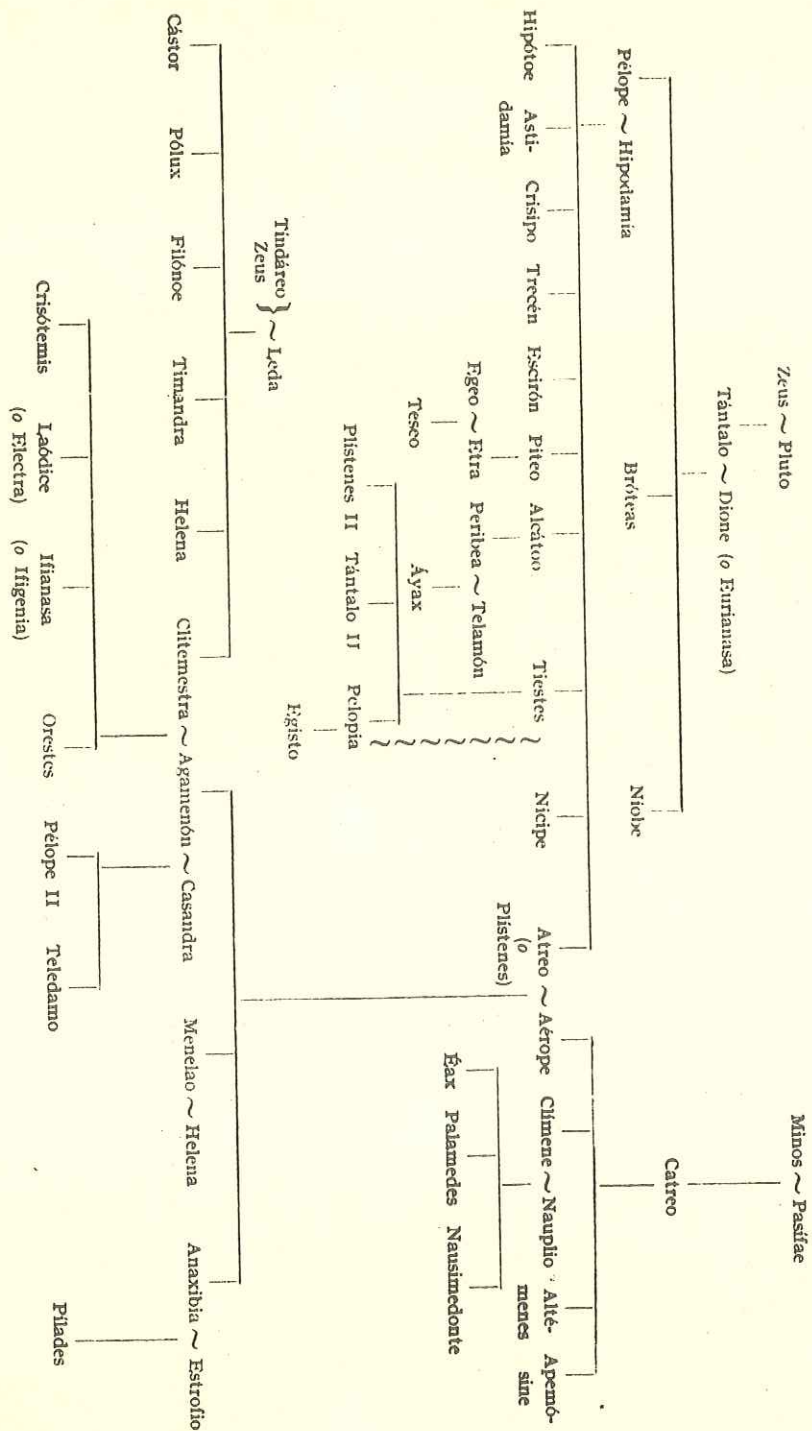 Zeus ~ Pluto
Minos ~ Pasífae
Tántalo ~ Dione (o Eurianasa)
Catreo
Pélope ~ Hipodamía Bróteas Níobe
Hipótoe Asti- Crisipo Trecén Escirón Piteo Alcátoo Tiestes Nicipe Atreo ~ Aérope Clímene ~ Nauplio Alté- Apemó-
damía (o menes sine
Plístenes)
Egeo ~ Etra Peribea ~ Telamón Éax Palamedes Nausimedonte
Teseo Áyax
Plístenes II Tántalo II Pelopia
Egisto
Tindáreo
Zeus } ~ Leda
Cástor Pólux Filónoe Timandra Helena Clitemestra ~ Agamenón ~ Casandra Menelao ~ Helena Anaxibia ~ Estrofio
Crisótemis Laódice Ifianasa Orestes Pélope II Teledamo Pílades
(o Electra) (o Ifigenia)